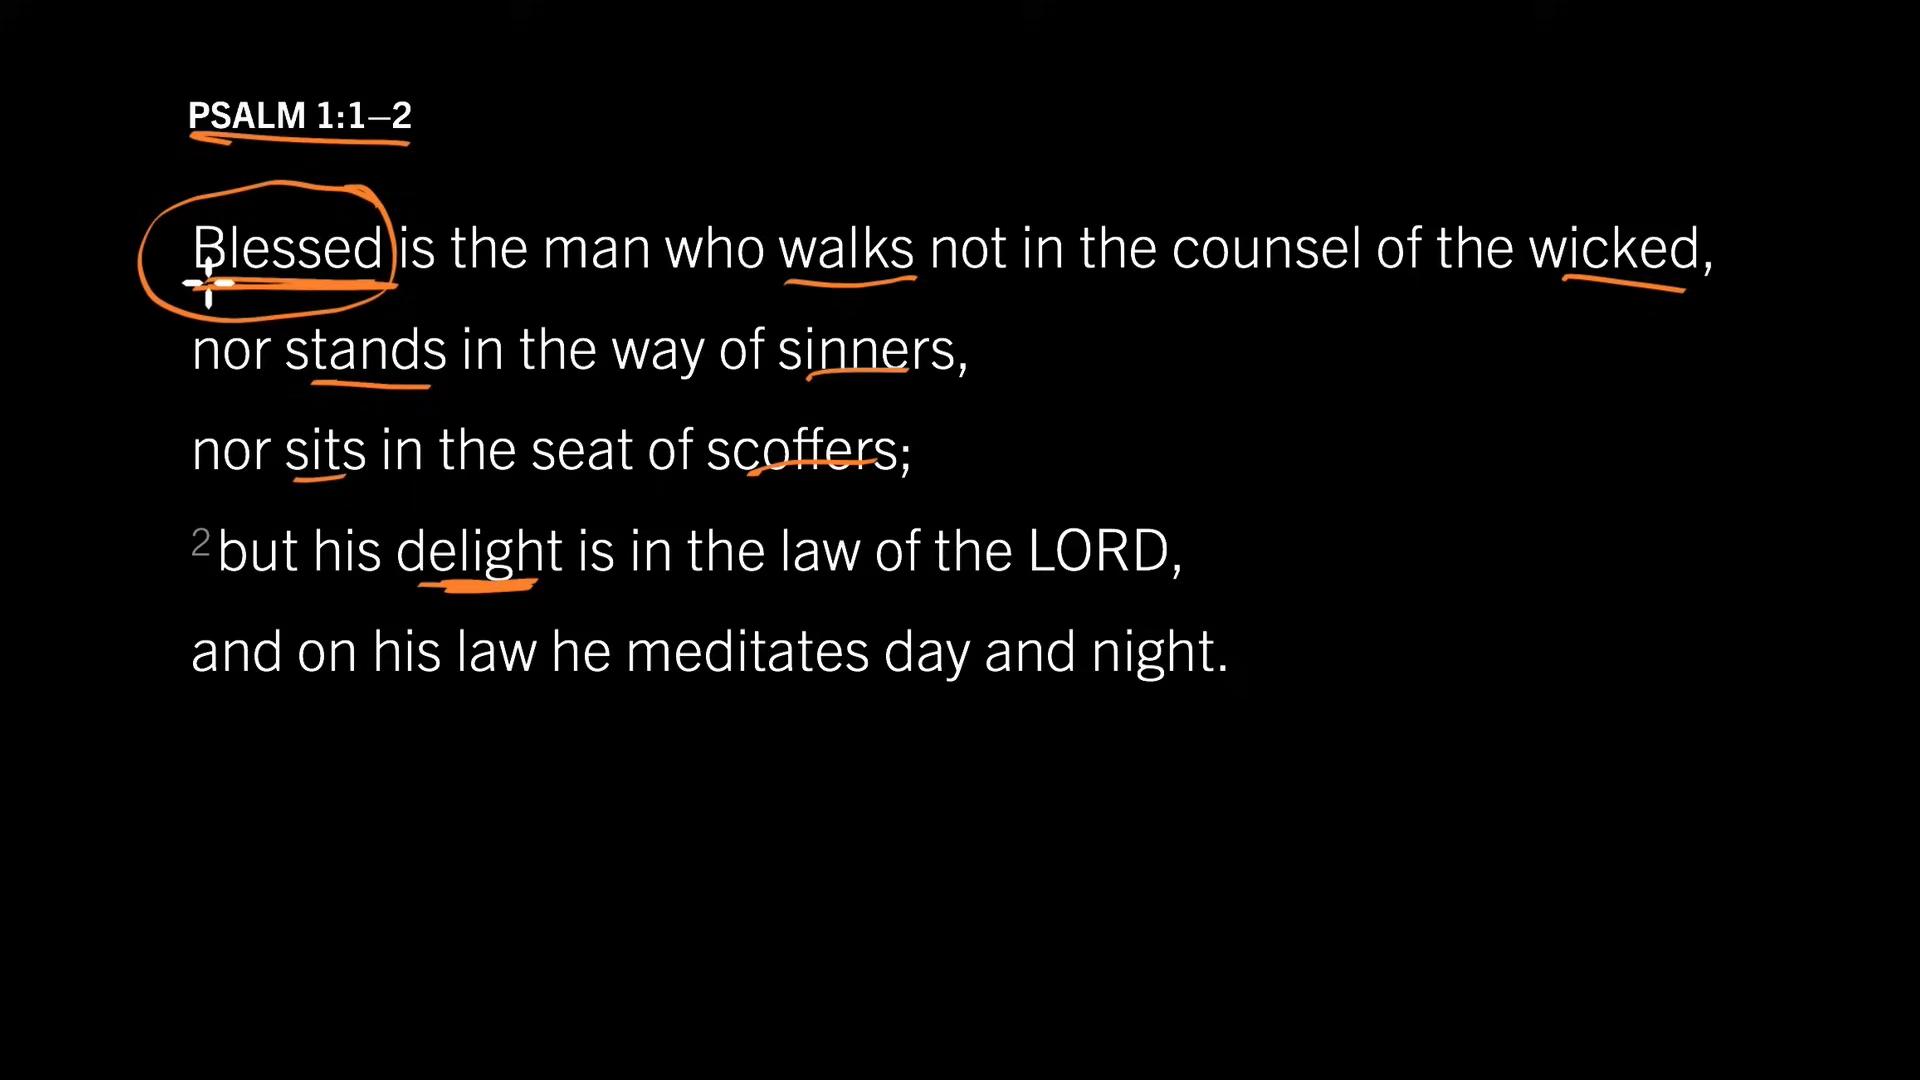 PSALM 1:1–2
Blessed is the man who walks not in the counsel of the wicked,
nor stands in the way of sinners,
nor sits in the seat of scoffers;
2 but his delight is in the law of the LORD,
and on his law he meditates day and night.